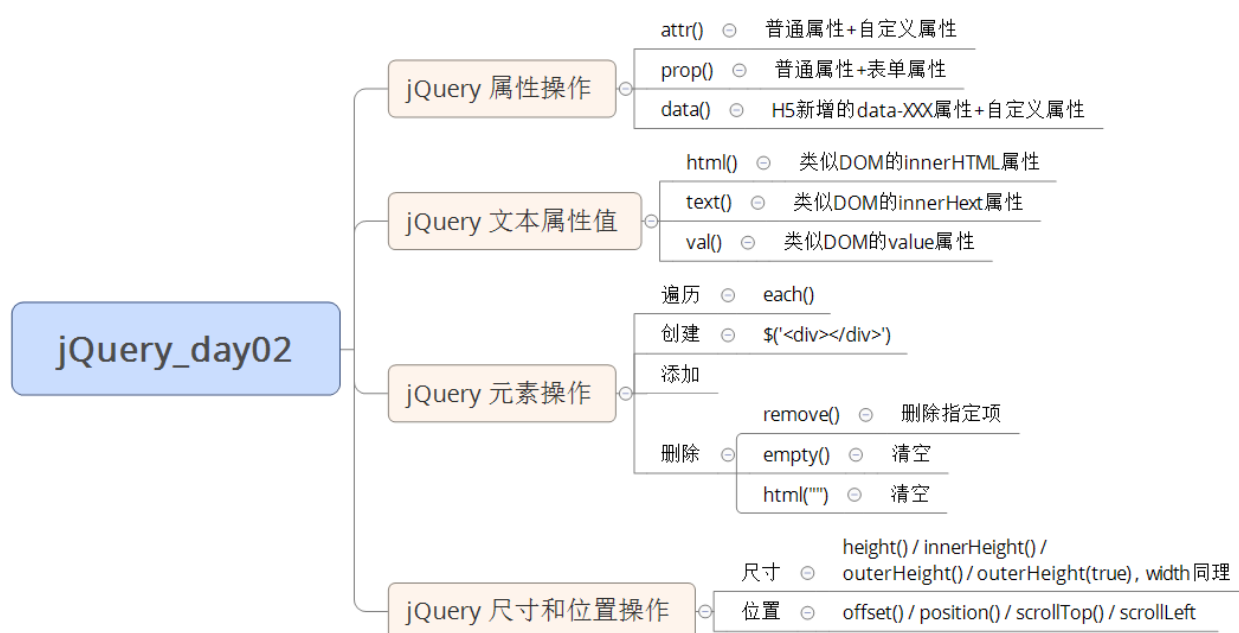 jQuery_day02
jQuery 属性操作
attr() 普通属性+自定义属性
prop() 普通属性+表单属性
data() H5新增的data-XXX属性+自定义属性
jQuery 文本属性值
html() 类似DOM的innerHTML属性
text() 类似DOM的innerHext属性
val() 类似DOM的value属性
jQuery 元素操作
遍历 each()
创建 $('<div></div>')
添加
删除
remove() 删除指定项
empty() 清空
html("") 清空
jQuery 尺寸和位置操作
尺寸
height() / innerHeight() /
outerHeight() / outerHeight(true) , width同理
位置 offset() / position() / scrollTop() / scrollLeft